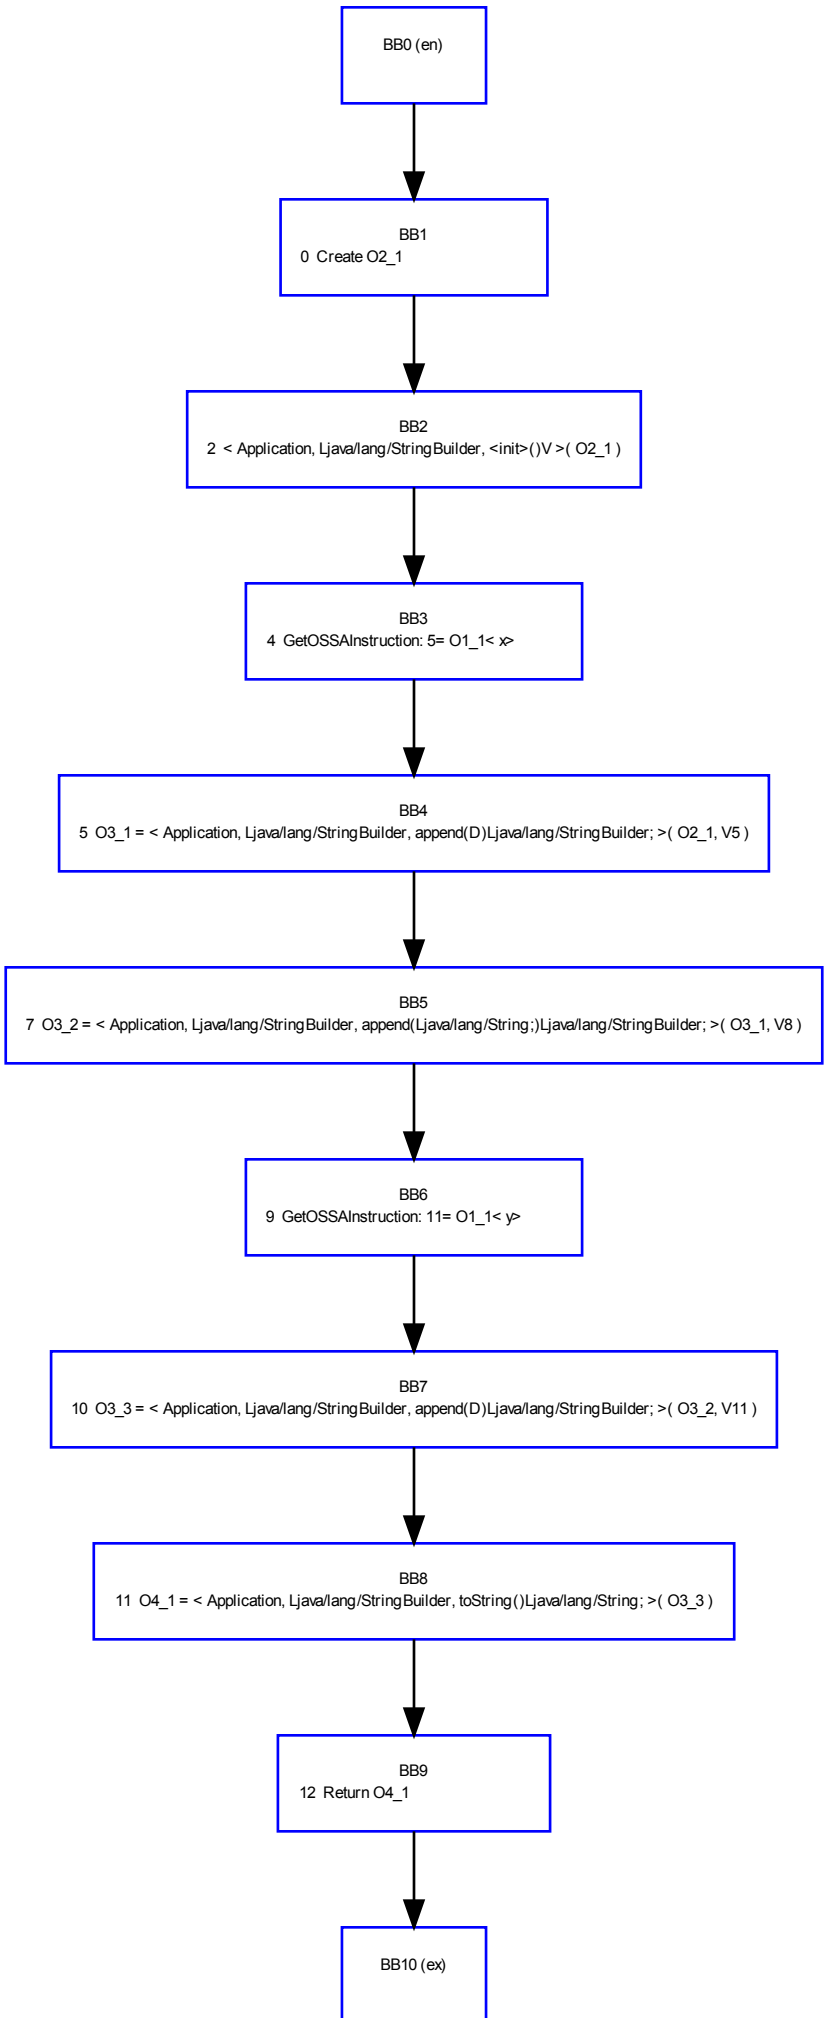 BB0 (en)
BB1
0 Create O2_1
BB2
2 < Application, Ljava/lang/StringBuilder, <init>()V >( O2_1 )
BB3
4 GetOSSAInstruction: 5= O1_1< x>
BB4
5 O3_1 = < Application, Ljava/lang/StringBuilder, append(D)Ljava/lang/StringBuilder; >( O2_1, V5 )
BB5
7 O3_2 = < Application, Ljava/lang/StringBuilder, append(Ljava/lang/String;)Ljava/lang/StringBuilder; >( O3_1, V8 )
BB6
9 GetOSSAInstruction: 11= O1_1< y>
BB7
10 O3_3 = < Application, Ljava/lang/StringBuilder, append(D)Ljava/lang/StringBuilder; >( O3_2, V11 )
BB8
11 O4_1 = < Application, Ljava/lang/StringBuilder, toString()Ljava/lang/String; >( O3_3 )
BB9
12 Return O4_1
BB10 (ex)